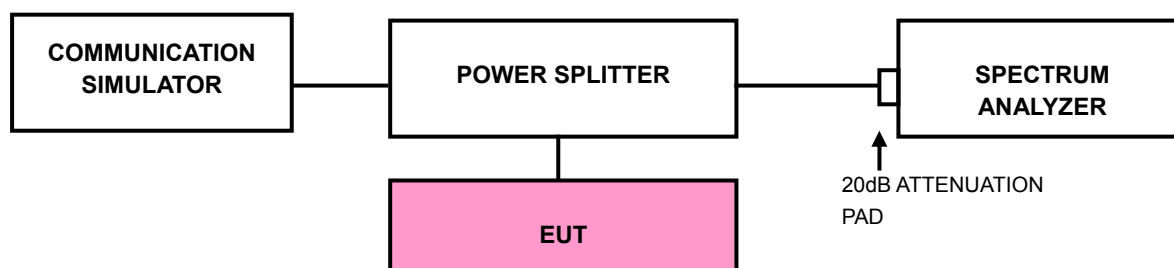 COMMUNICATION
SIMULATOR
POWER SPLITTER
SPECTRUM
ANALYZER
20dB ATTENUATION
PAD
EUT